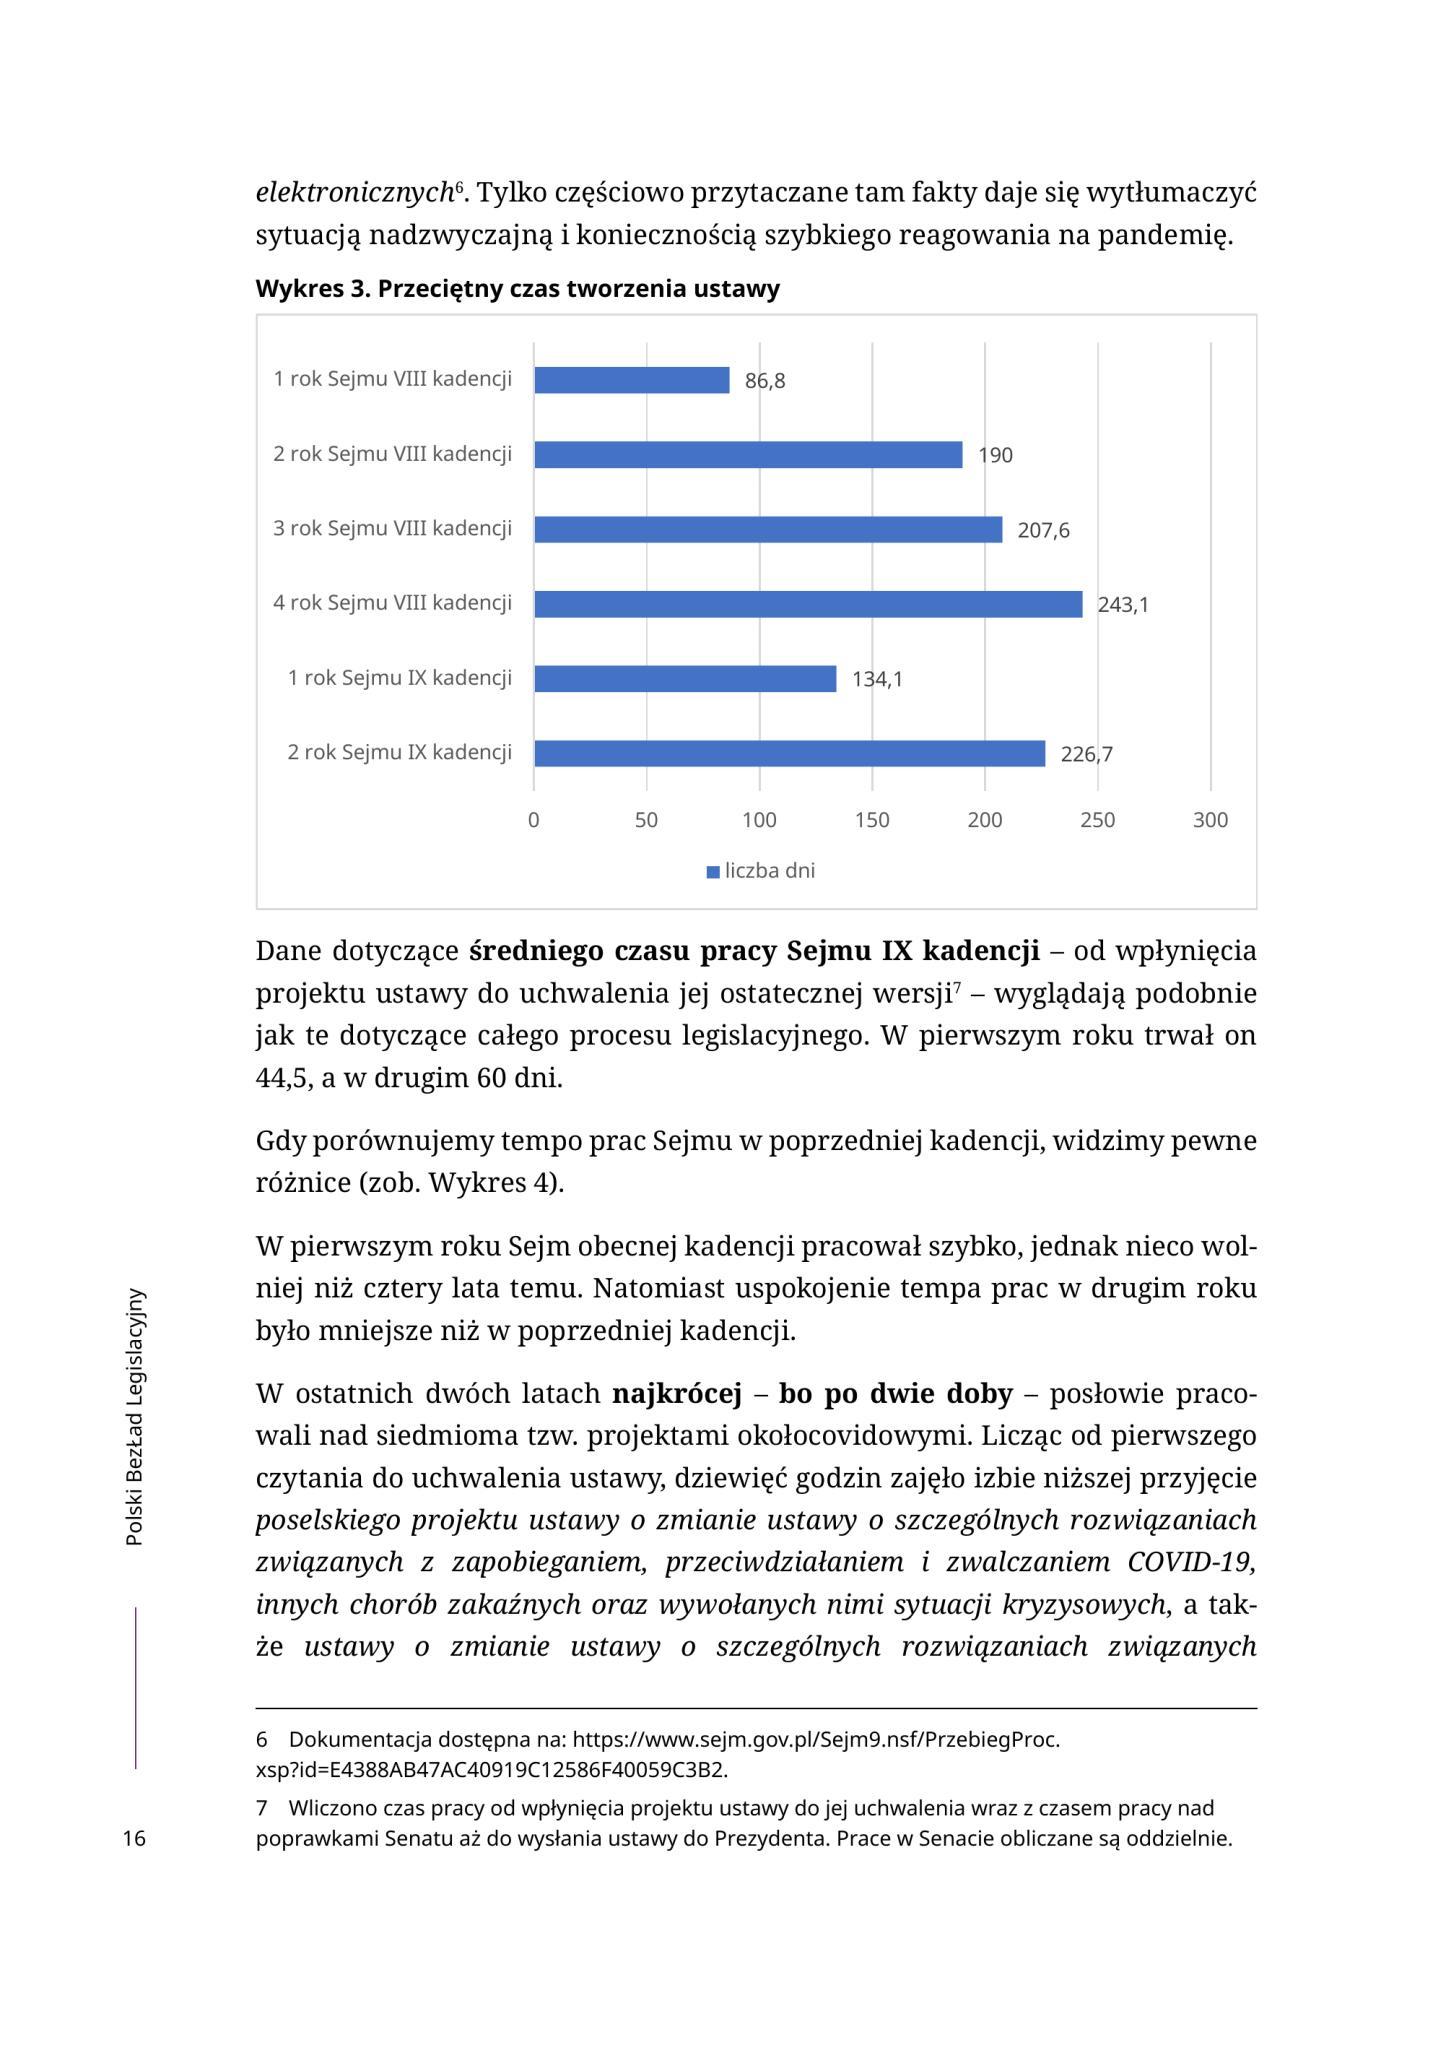 elektronicznych⁶. Tylko częściowo przytaczane tam fakty daje się wytłumaczyć
sytuacją nadzwyczajną i koniecznością szybkiego reagowania na pandemię.
Wykres 3. Przeciętny czas tworzenia ustawy
1 rok Sejmu VIII kadencji 86,8
2 rok Sejmu VIII kadencji 190
3 rok Sejmu VIII kadencji 207,6
4 rok Sejmu VIII kadencji 243,1
1 rok Sejmu IX kadencji 134,1
2 rok Sejmu IX kadencji 226,7
0 50 100 150 200 250 300
liczba dni
Dane dotyczące średniego czasu pracy Sejmu IX kadencji – od wpłynięcia
projektu ustawy do uchwalenia jej ostatecznej wersji⁷ – wyglądają podobnie
jak te dotyczące całego procesu legislacyjnego. W pierwszym roku trwał on
44,5, a w drugim 60 dni.
Gdy porównujemy tempo prac Sejmu w poprzedniej kadencji, widzimy pewne
różnice (zob. Wykres 4).
W pierwszym roku Sejm obecnej kadencji pracował szybko, jednak nieco wol-
niej niż cztery lata temu. Natomiast uspokojenie tempa prac w drugim roku
było mniejsze niż w poprzedniej kadencji.
W ostatnich dwóch latach najkrócej – bo po dwie doby – posłowie praco-
wali nad siedmioma tzw. projektami okołocovidowymi. Licząc od pierwszego
czytania do uchwalenia ustawy, dziewięć godzin zajęło izbie niższej przyjęcie
poselskiego projektu ustawy o zmianie ustawy o szczególnych rozwiązaniach
związanych z zapobieganiem, przeciwdziałaniem i zwalczaniem COVID-19,
innych chorób zakaźnych oraz wywołanych nimi sytuacji kryzysowych, a tak-
że ustawy o zmianie ustawy o szczególnych rozwiązaniach związanych
6 Dokumentacja dostępna na: https://www.sejm.gov.pl/Sejm9.nsf/PrzebiegProc.
xsp?id=E4388AB47AC40919C12586F40059C3B2.
7 Wliczono czas pracy od wpłynięcia projektu ustawy do jej uchwalenia wraz z czasem pracy nad
poprawkami Senatu aż do wysłania ustawy do Prezydenta. Prace w Senacie obliczane są oddzielnie.
Polski BezŁad Legislacyjny
16